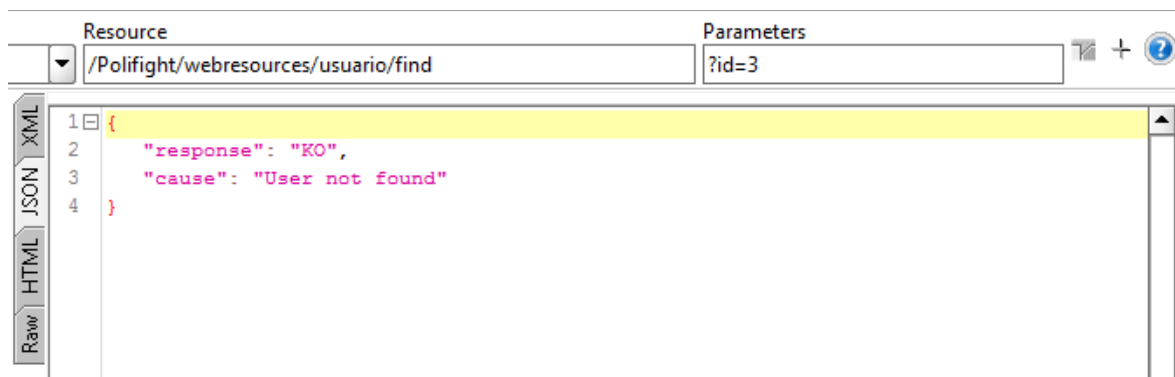 Resource Parameters
/Polifight/webresources/usuario/find ?id=3
XML
JSON
HTML
Raw
1 {
2 "response": "KO",
3 "cause": "User not found"
4 }